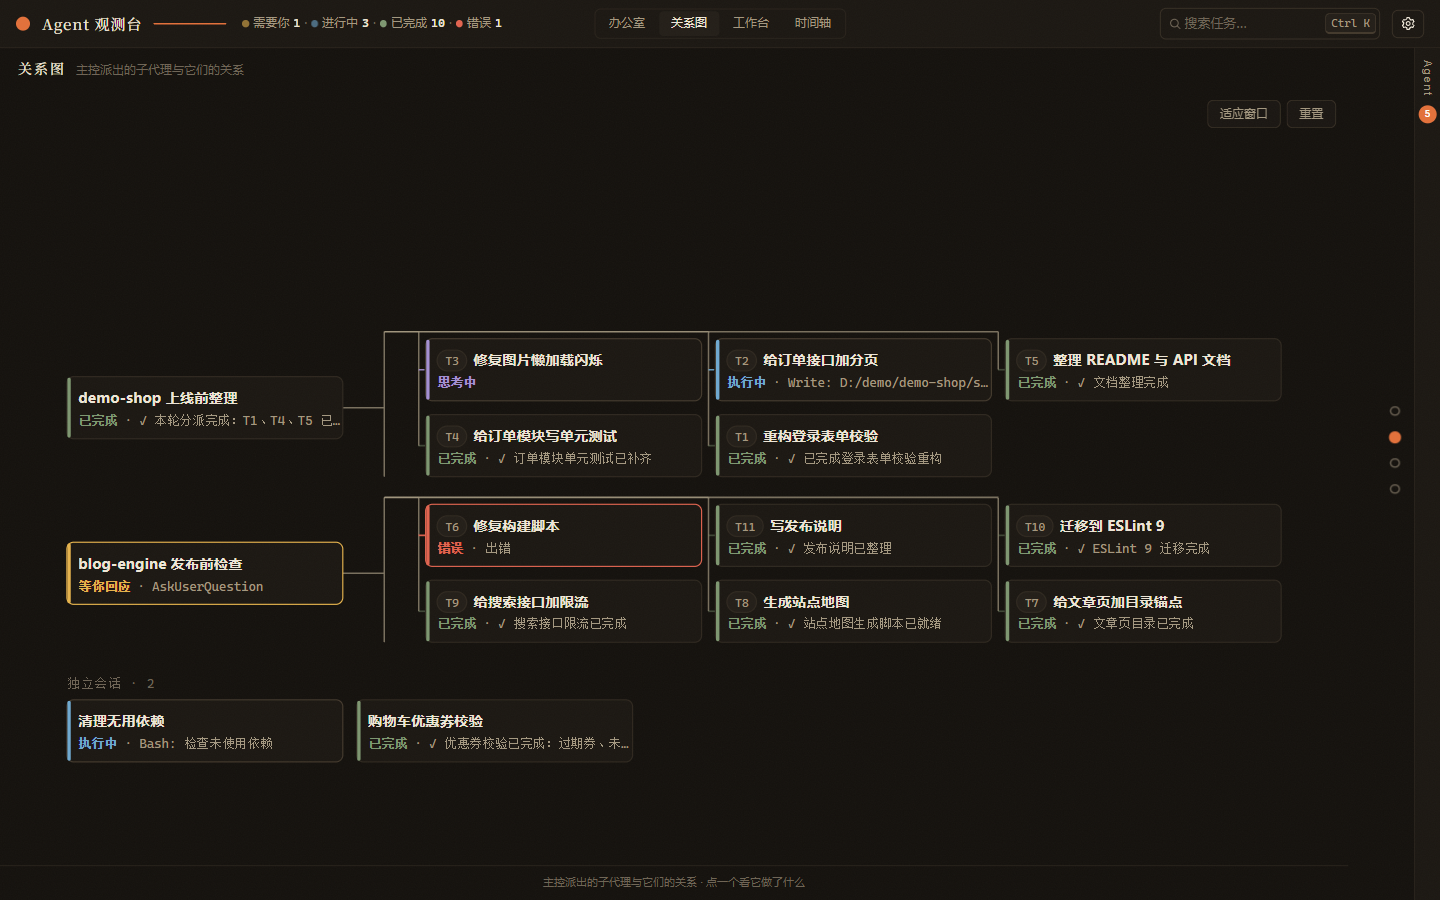 Agent 观测台
需要你 1 · 进行中 3 · 已完成 10 · 错误 1
办公室 关系图 工作台 时间轴
搜索任务… Ctrl K
关系图 主控派出的子代理与它们的关系
Agent
5
适应窗口 重置
demo-shop 上线前整理
已完成 · ✓ 本轮分派完成：T1、T4、T5 已…
T3 修复图片懒加载闪烁
思考中
T2 给订单接口加分页
执行中 · Write: D:/demo/demo-shop/s…
T5 整理 README 与 API 文档
已完成 · ✓ 文档整理完成
T4 给订单模块写单元测试
已完成 · ✓ 订单模块单元测试已补齐
T1 重构登录表单校验
已完成 · ✓ 已完成登录表单校验重构
blog-engine 发布前检查
等你回应 · AskUserQuestion
T6 修复构建脚本
错误 · 出错
T11 写发布说明
已完成 · ✓ 发布说明已整理
T10 迁移到 ESLint 9
已完成 · ✓ ESLint 9 迁移完成
T9 给搜索接口加限流
已完成 · ✓ 搜索接口限流已完成
T8 生成站点地图
已完成 · ✓ 站点地图生成脚本已就绪
T7 给文章页加目录锚点
已完成 · ✓ 文章页目录已完成
独立会话 · 2
清理无用依赖
执行中 · Bash: 检查未使用依赖
购物车优惠券校验
已完成 · ✓ 优惠券校验已完成：过期券、未…
主控派出的子代理与它们的关系 · 点一个看它做了什么